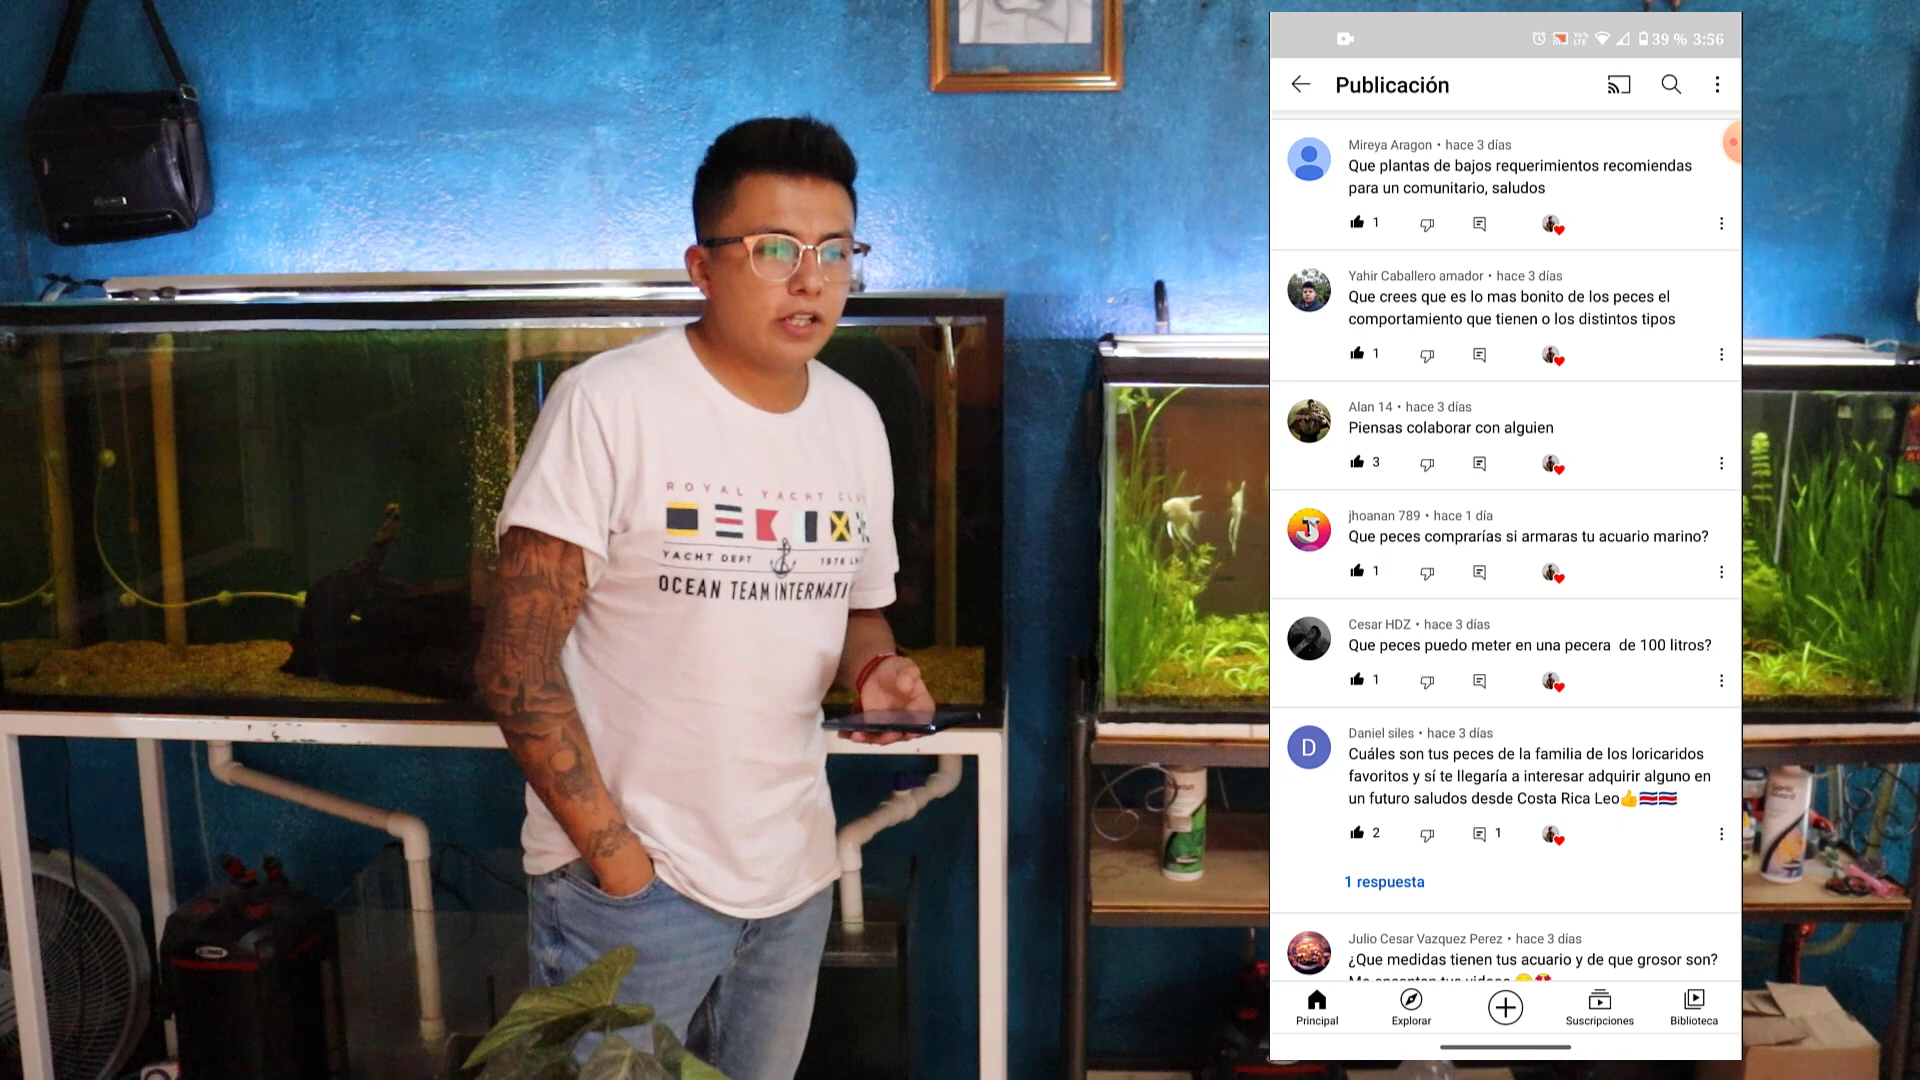 ROYAL YACHT CLU
YACHT DEPT
1978
OCEAN TEAM INTERNATI
VoLTE
39 % 3:56
Publicación
Mireya Aragon • hace 3 días
Que plantas de bajos requerimientos recomiendas
para un comunitario, saludos
1
Yahir Caballero amador • hace 3 días
Que crees que es lo mas bonito de los peces el
comportamiento que tienen o los distintos tipos
1
Alan 14 • hace 3 días
Piensas colaborar con alguien
3
jhoanan 789 • hace 1 día
Que peces comprarías si armaras tu acuario marino?
1
Cesar HDZ • hace 3 días
Que peces puedo meter en una pecera de 100 litros?
1
D
Daniel siles • hace 3 días
Cuáles son tus peces de la familia de los loricaridos
favoritos y sí te llegaría a interesar adquirir alguno en
un futuro saludos desde Costa Rica Leo👍🇨🇷🇨🇷
2 1
1 respuesta
Julio Cesar Vazquez Perez • hace 3 días
¿Que medidas tienen tus acuario y de que grosor son?
Me encantan tus videos
Principal Explorar Suscripciones Biblioteca